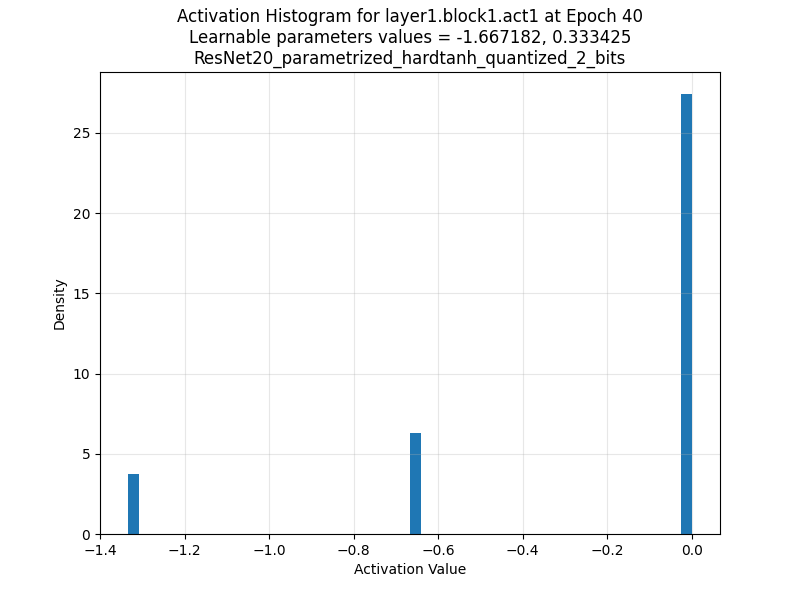 Activation Histogram for layer1.block1.act1 at Epoch 40
Learnable parameters values = -1.667182, 0.333425
ResNet20_parametrized_hardtanh_quantized_2_bits
25
20
15
10
5
0
Density
−1.4 −1.2 −1.0 −0.8 −0.6 −0.4 −0.2 0.0
Activation Value